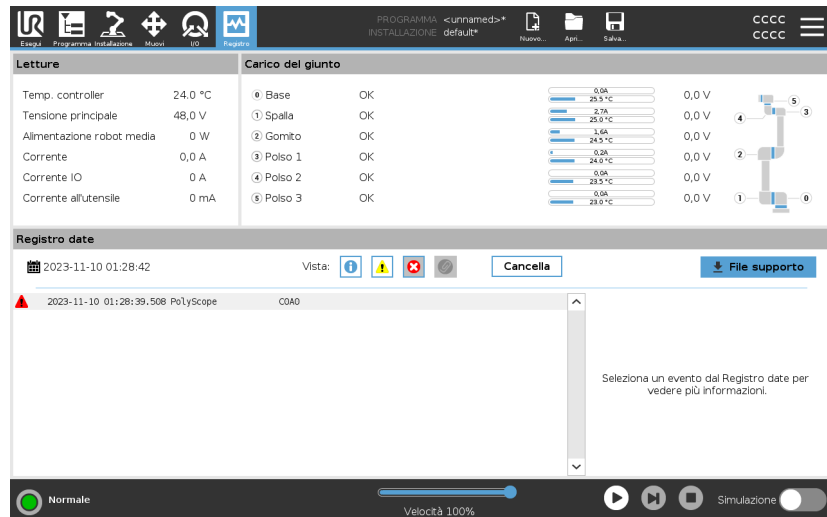 PROGRAMMA <unnamed>*
INSTALLAZIONE default*
Esegui Programma Installazione Muovi I/O Registro
Nuovo... Apri... Salva...
CCCC
CCCC
Letture
Temp. controller 24.0 °C
Tensione principale 48,0 V
Alimentazione robot media 0 W
Corrente 0,0 A
Corrente IO 0 A
Corrente all'utensile 0 mA
Carico del giunto
0 Base OK 0,0A 25.5 °C 0,0 V
1 Spalla OK 2,7A 25.0 °C 0,0 V
2 Gomito OK 1,6A 24.5 °C 0,0 V
3 Polso 1 OK 0,2A 24.0 °C 0,0 V
4 Polso 2 OK 0,0A 23.5 °C 0,0 V
5 Polso 3 OK 0,0A 23.0 °C 0,0 V
5
4 3
2
1 0
Registro date
2023-11-10 01:28:42 Vista: Cancella File supporto
2023-11-10 01:28:39.508 PolyScope C0A0
Seleziona un evento dal Registro date per
vedere più informazioni.
Normale
Velocità 100%
Simulazione